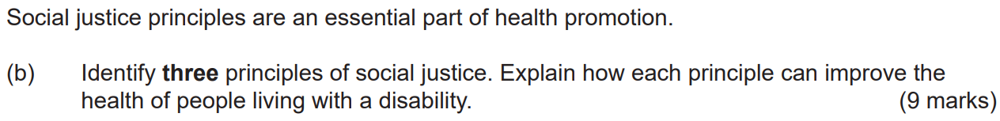 Social justice principles are an essential part of health promotion.
(b) Identify three principles of social justice. Explain how each principle can improve the
health of people living with a disability. (9 marks)